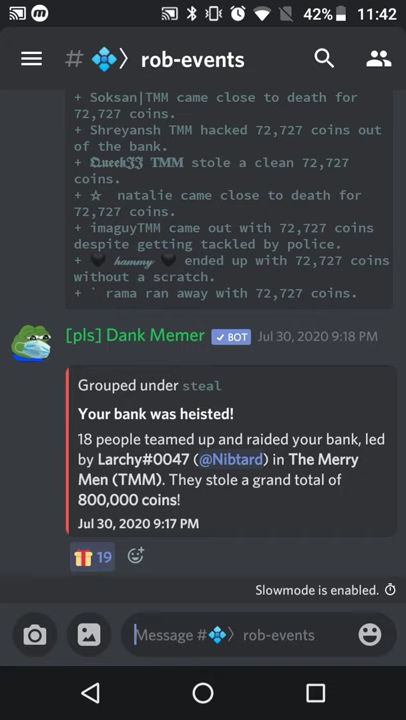 42% 11:42
# 💠〉 rob-events
+ Soksan|TMM came close to death for
72,727 coins.
+ Shreyansh TMM hacked 72,727 coins out
of the bank.
+ 𝕼𝖚𝖊𝖊𝖐𝕵𝕵 𝐓𝐌𝐌 stole a clean 72,727
coins.
+ ☆ natalie came close to death for
72,727 coins.
+ imaguyTMM came out with 72,727 coins
despite getting tackled by police.
+ 🖤 𝒽𝒶𝓂𝓂𝓎 🖤 ended up with 72,727 coins
without a scratch.
+ ` rama ran away with 72,727 coins.
[pls] Dank Memer ✔ BOT Jul 30, 2020 9:18 PM
Grouped under steal
Your bank was heisted!
18 people teamed up and raided your bank, led
by Larchy#0047 (@Nibtard) in The Merry
Men (TMM). They stole a grand total of
800,000 coins!
Jul 30, 2020 9:17 PM
19
Slowmode is enabled.
Message #💠〉 rob-events